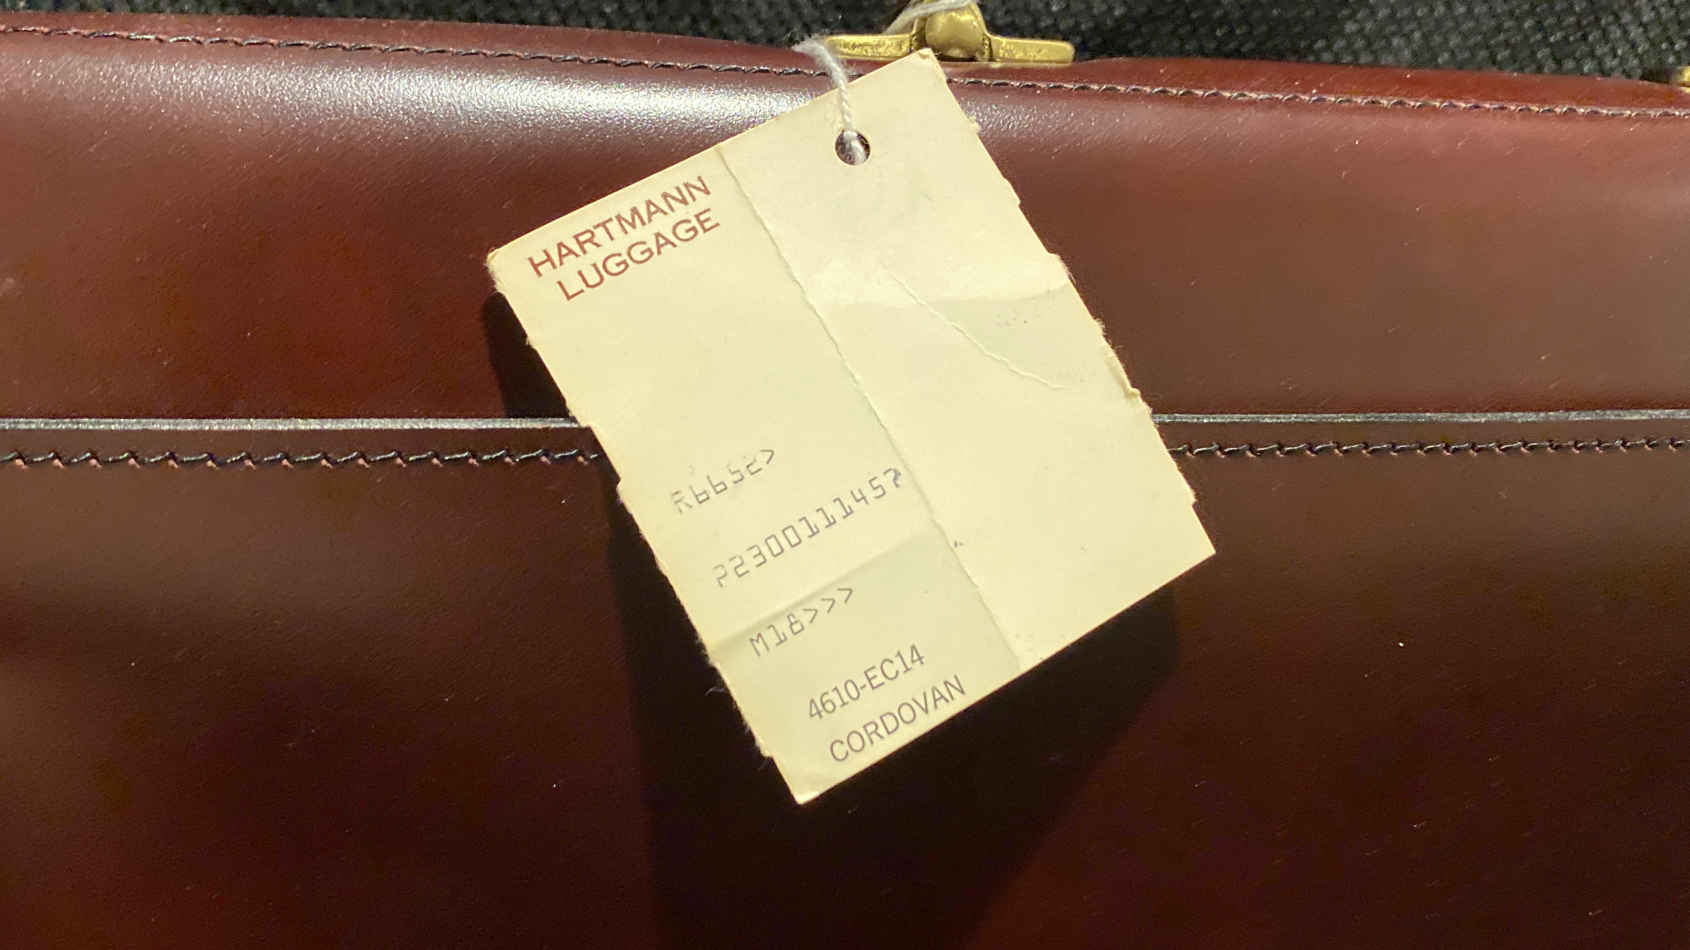 HARTMANN
LUGGAGE
R6652>
P2300111457
M18>>>
4610-EC14
CORDOVAN